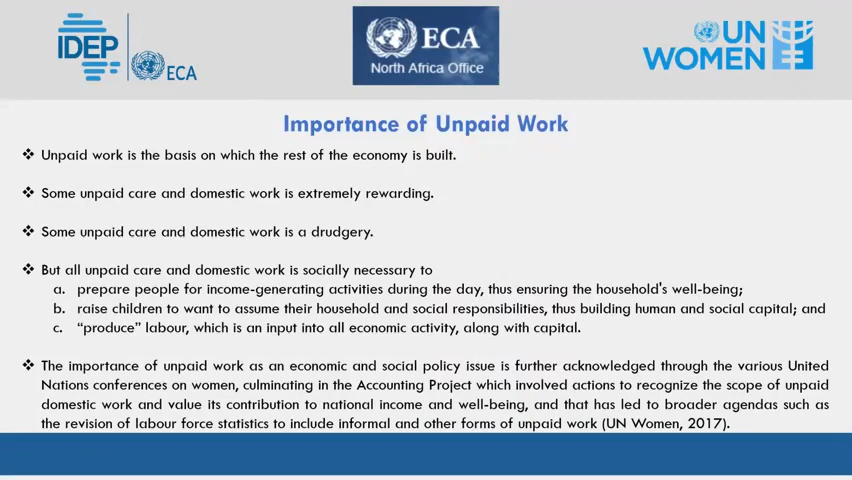 IDEP
ECA
ECA
North Africa Office
UN
WOMEN
Importance of Unpaid Work
❖ Unpaid work is the basis on which the rest of the economy is built.
❖ Some unpaid care and domestic work is extremely rewarding.
❖ Some unpaid care and domestic work is a drudgery.
❖ But all unpaid care and domestic work is socially necessary to
a. prepare people for income-generating activities during the day, thus ensuring the household's well-being;
b. raise children to want to assume their household and social responsibilities, thus building human and social capital; and
c. “produce” labour, which is an input into all economic activity, along with capital.
❖ The importance of unpaid work as an economic and social policy issue is further acknowledged through the various United
Nations conferences on women, culminating in the Accounting Project which involved actions to recognize the scope of unpaid
domestic work and value its contribution to national income and well-being, and that has led to broader agendas such as
the revision of labour force statistics to include informal and other forms of unpaid work (UN Women, 2017).